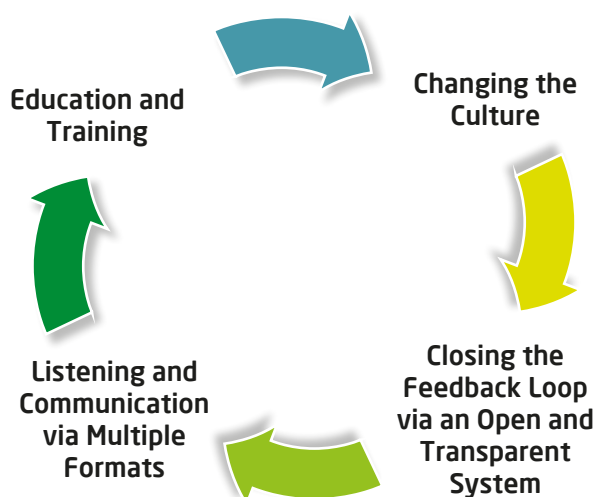 Education and
Training
Changing the
Culture
Closing the
Feedback Loop
via an Open and
Transparent
System
Listening and
Communication
via Multiple
Formats